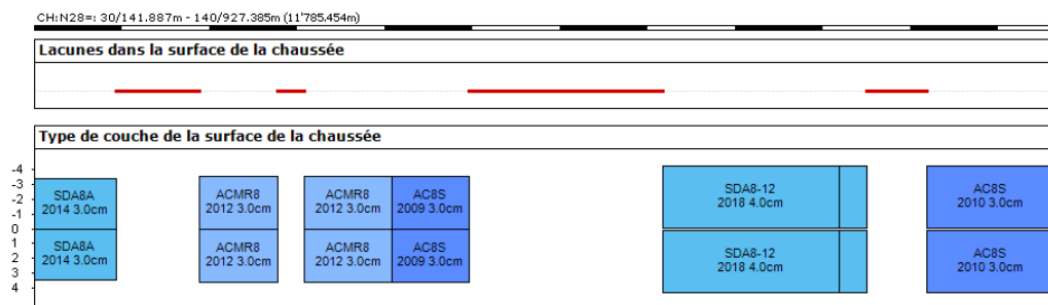 CH:N28=: 30/141.887m - 140/927.385m (11'785.454m)
Lacunes dans la surface de la chaussée
Type de couche de la surface de la chaussée
-4
-3
-2
-1
0
1
2
3
4
SDA8A
2014 3.0cm
ACMR8
2012 3.0cm
ACMR8
2012 3.0cm
AC8S
2009 3.0cm
SDA8-12
2018 4.0cm
AC8S
2010 3.0cm
SDA8A
2014 3.0cm
ACMR8
2012 3.0cm
ACMR8
2012 3.0cm
AC8S
2009 3.0cm
SDA8-12
2018 4.0cm
AC8S
2010 3.0cm